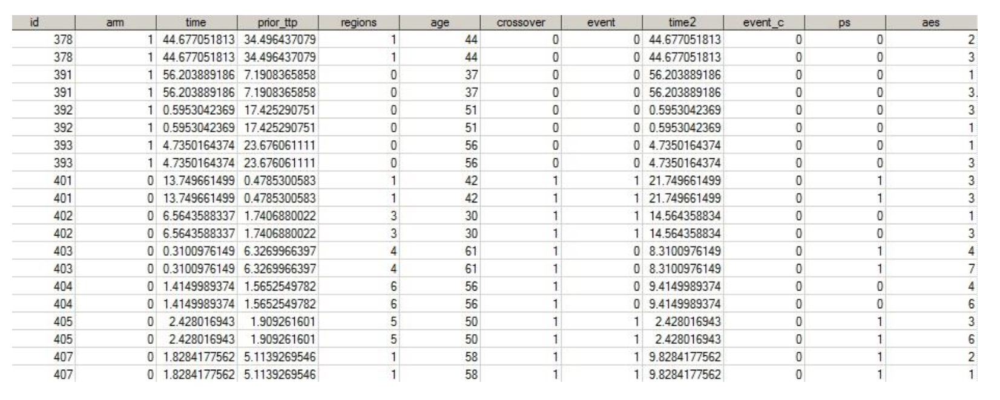 id arm time prior_ttp regions age crossover event time2 event_c ps aes
378 1 44.677051813 34.496437079 1 44 0 0 44.677051813 0 0 2
378 1 44.677051813 34.496437079 1 44 0 0 44.677051813 0 0 3
391 1 56.203889186 7.1908365858 0 37 0 0 56.203889186 0 0 1
391 1 56.203889186 7.1908365858 0 37 0 0 56.203889186 0 0 3.
392 1 0.5953042369 17.425290751 0 51 0 0 0.5953042369 0 0 3
392 1 0.5953042369 17.425290751 0 51 0 0 0.5953042369 0 0 1
393 1 4.7350164374 23.676061111 0 56 0 0 4.7350164374 0 0 1
393 1 4.7350164374 23.676061111 0 56 0 0 4.7350164374 0 0 3
401 0 13.749661499 0.4785300583 1 42 1 1 21.749661499 0 1 3
401 0 13.749661499 0.4785300583 1 42 1 1 21.749661499 0 1 3
402 0 6.5643588337 1.7406880022 3 30 1 1 14.564358834 0 0 1
402 0 6.5643588337 1.7406880022 3 30 1 1 14.564358834 0 0 3
403 0 0.3100976149 6.3269966397 4 61 1 0 8.3100976149 0 1 4
403 0 0.3100976149 6.3269966397 4 61 1 0 8.3100976149 0 1 7
404 0 1.4149989374 1.5652549782 6 56 1 0 9.4149989374 0 0 4
404 0 1.4149989374 1.5652549782 6 56 1 0 9.4149989374 0 0 6
405 0 2.428016943 1.909261601 5 50 1 1 2.428016943 0 1 3
405 0 2.428016943 1.909261601 5 50 1 1 2.428016943 0 1 6
407 0 1.8284177562 5.1139269546 1 58 1 1 9.8284177562 0 1 2
407 0 1.8284177562 5.1139269546 1 58 1 1 9.8284177562 0 1 1